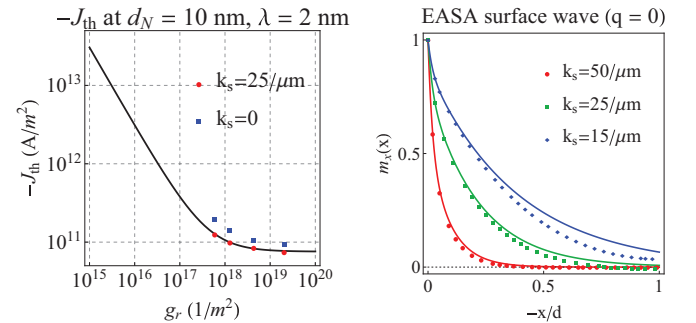 −J_th at d_N = 10 nm, λ = 2 nm
10^13
10^12
10^11
−J_th (A/m^2)
k_s=25/μm
k_s=0
10^15 10^16 10^17 10^18 10^19 10^20
g_r (1/m^2)
EASA surface wave (q = 0)
1
0.5
0
m_x(x)
k_s=50/μm
k_s=25/μm
k_s=15/μm
0 0.5 1
−x/d